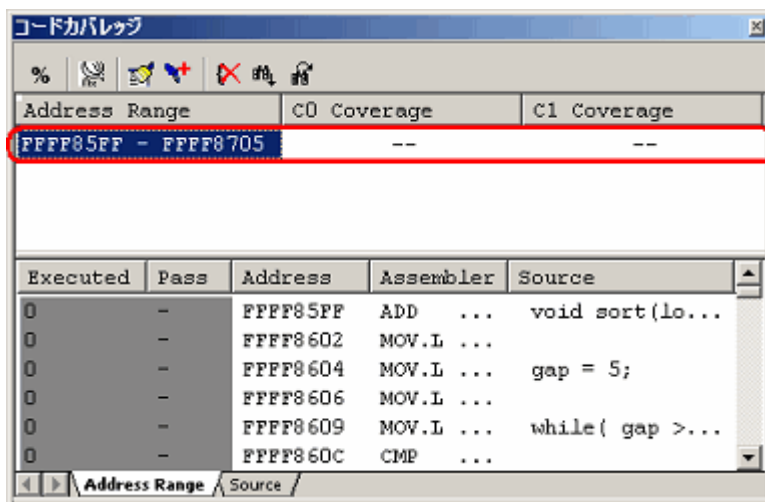 コードカバレッジ
%
Address Range C0 Coverage C1 Coverage
FFFF85FF - FFFF8705 -- --
Executed Pass Address Assembler Source
0 - FFFF85FF ADD ... void sort(lo...
0 - FFFF8602 MOV.L ...
0 - FFFF8604 MOV.L ... gap = 5;
0 - FFFF8606
0 - FFFF8609 MOV.L ... while( gap >...
0 - FFFF860C CMP ...
Address Range Source